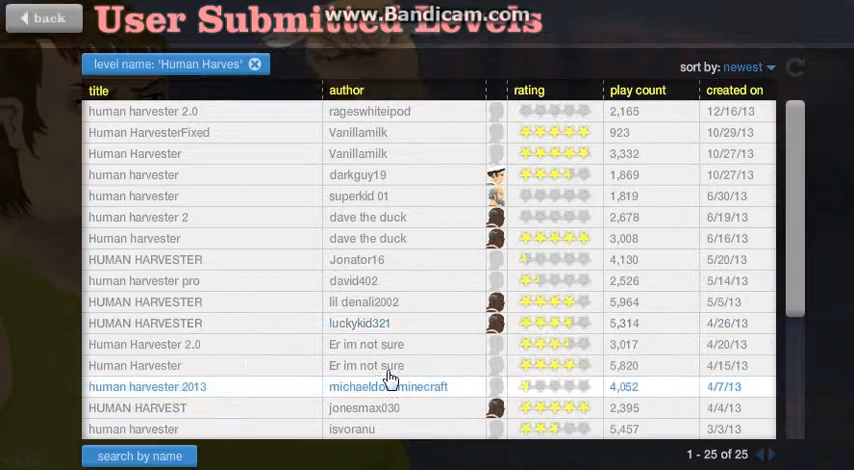 back
User Submitted Levels
www.Bandicam.com
level name: 'Human Harves'
sort by: newest
title author rating play count created on
human harvester 2.0 rageswhiteipod 2,165 12/16/13
Human HarvesterFixed Vanillamilk 923 10/29/13
Human Harvester Vanillamilk 3,332 10/27/13
human harvester darkguy19 1,869 10/27/13
human harvester superkid 01 1,819 6/30/13
human harvester 2 dave the duck 2,678 6/19/13
Human harvester dave the duck 3,008 6/16/13
HUMAN HARVESTER Jonator16 4,130 5/20/13
human harvester pro david402 2,526 5/14/13
HUMAN HARVESTER lil denali2002 5,964 5/5/13
HUMAN HARVESTER luckykid321 5,314 4/26/13
Human Harvester 2.0 Er im not sure 3,017 4/20/13
Human Harvester Er im not sure 5,820 4/15/13
human harvester 2013 4,052 4/7/13
HUMAN HARVEST jonesmax030 2,395 4/4/13
human harvester isvoranu 5,457 3/3/13
search by name
1 - 25 of 25